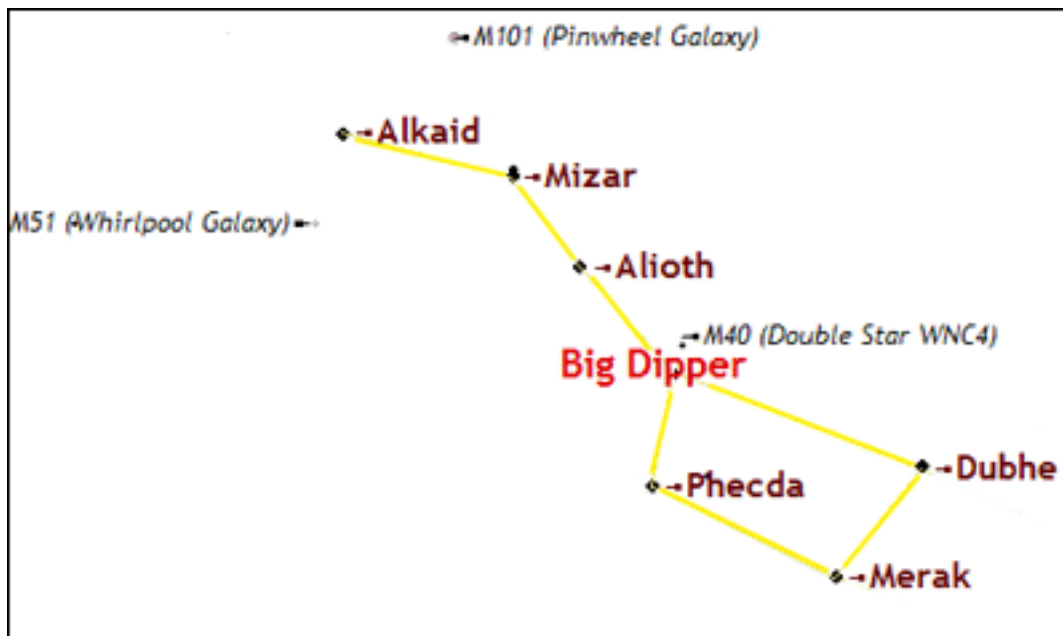 M101 (Pinwheel Galaxy)
Alkaid
Mizar
M51 (Whirlpool Galaxy)
Alioth
M40 (Double Star WNC4)
Big Dipper
Dubhe
Phecda
Merak